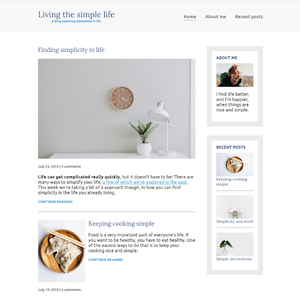 Living the simple life
A blog exploring minimalism in life
Home
About me
Recent posts
Finding simplicity in life
July 23, 2019 | 5 comments
Life can get complicated really quickly, but it doesn't have to be! There are
many ways to simplify your life, a few of which we've explored in the past.
This week we're taking a bit of a approach though, in how you can find
simplicity in the life you already living.
CONTINUE READING
Keeping cooking simple
Food is a very important part of everyone's life. If
you want to be healthy, you have to eat healthy. One
of the easiest ways to do that is to keep your
cooking nice and simple.
CONTINUE READING
July 19, 2019 | 3 comments
ABOUT ME
I find life better,
and I'm happier,
when things are
nice and simple.
RECENT POSTS
Keeping cooking
simple
Simplicity and work
Simple decorations